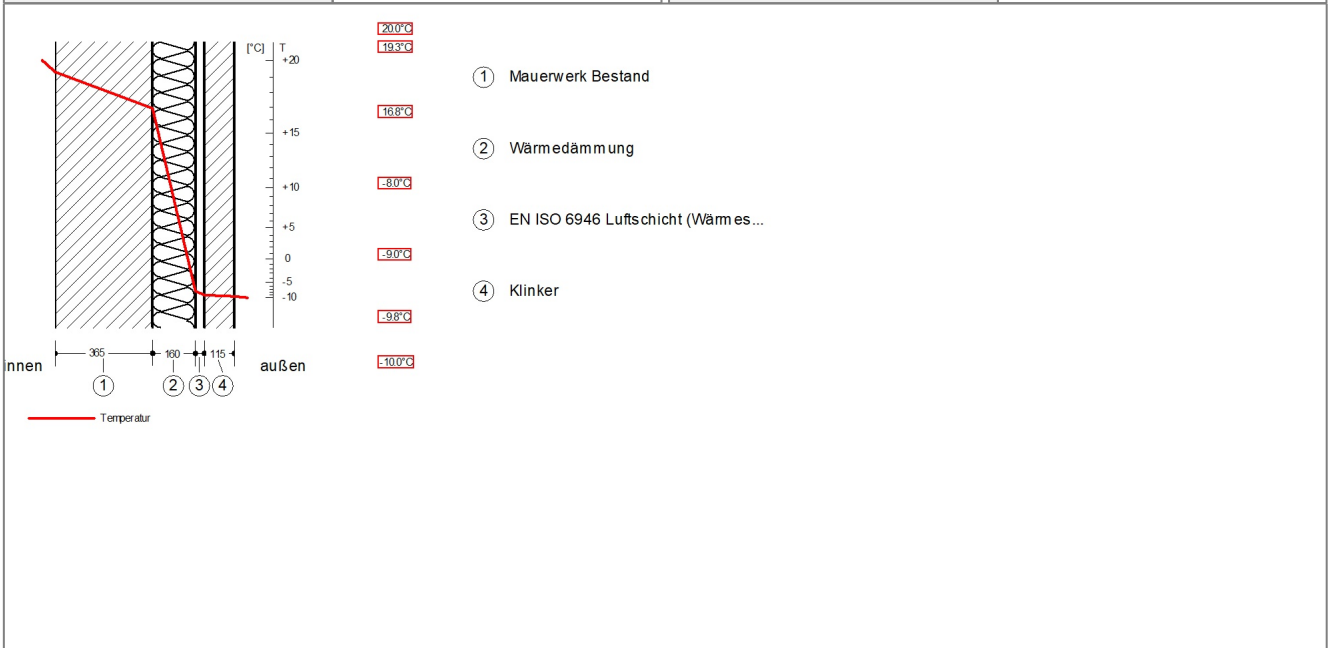 20.0°C
[°C] T
19.3°C
+20
1 Mauerwerk Bestand
16.8°C
+15
2 Wärmedämmung
-8.0°C
+10
3 EN ISO 6946 Luftschicht (Wärmes...
+5
-9.0°C
0
-5
4 Klinker
-10
-9.8°C
365 160 115
innen außen -10.0°C
1 2 3 4
Temperatur